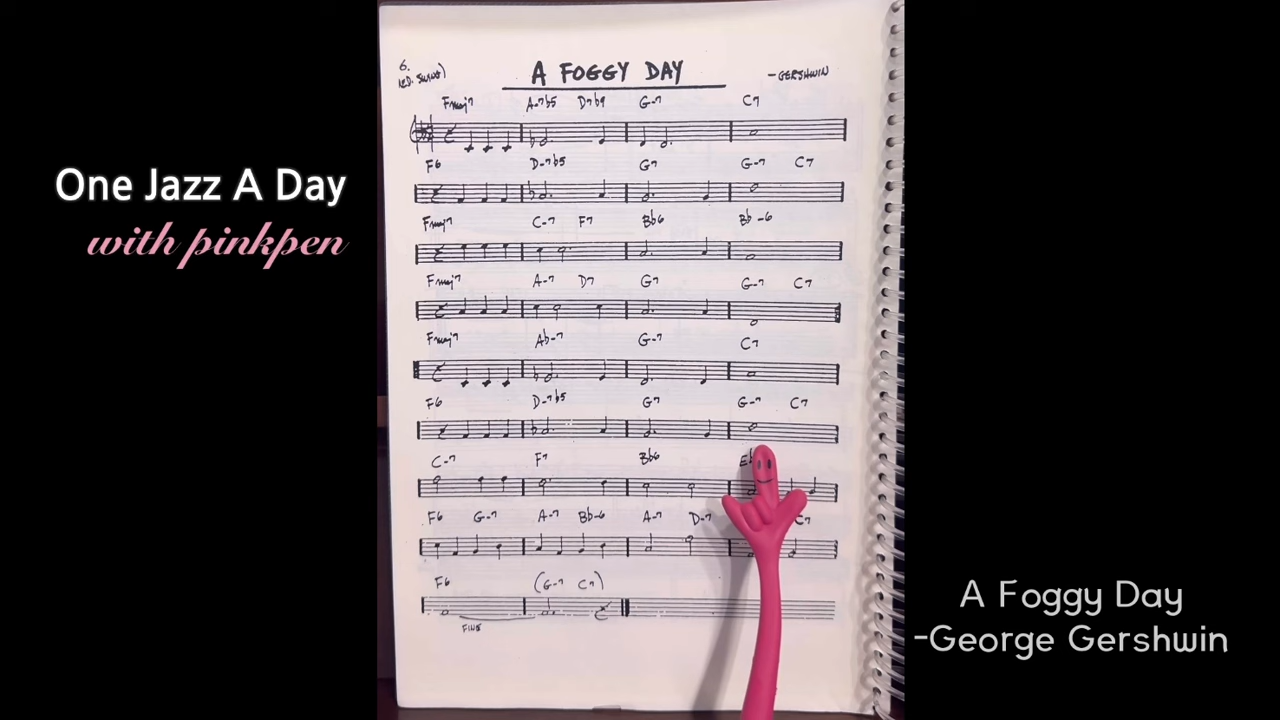 One Jazz A Day
with pinkpen
6.
A FOGGY DAY
-GERSHWIN
Fmaj7 A-7b5 D7b9 G-7 C7
F6 D-7b5 G7 G-7 C7
Fmaj7 C-7 F7 Bb6 Bb-6
Fmaj7 A-7 D7 G7 G-7 C7
Fmaj7 Ab-7 G-7 C7
F6 D-7b5 G7 G-7 C7
C-7 F7 Bb6
F6 G-7 A-7 Bb-6 A-7 D-7 C7
F6 (G-7 C7)
FINE
A Foggy Day
-George Gershwin